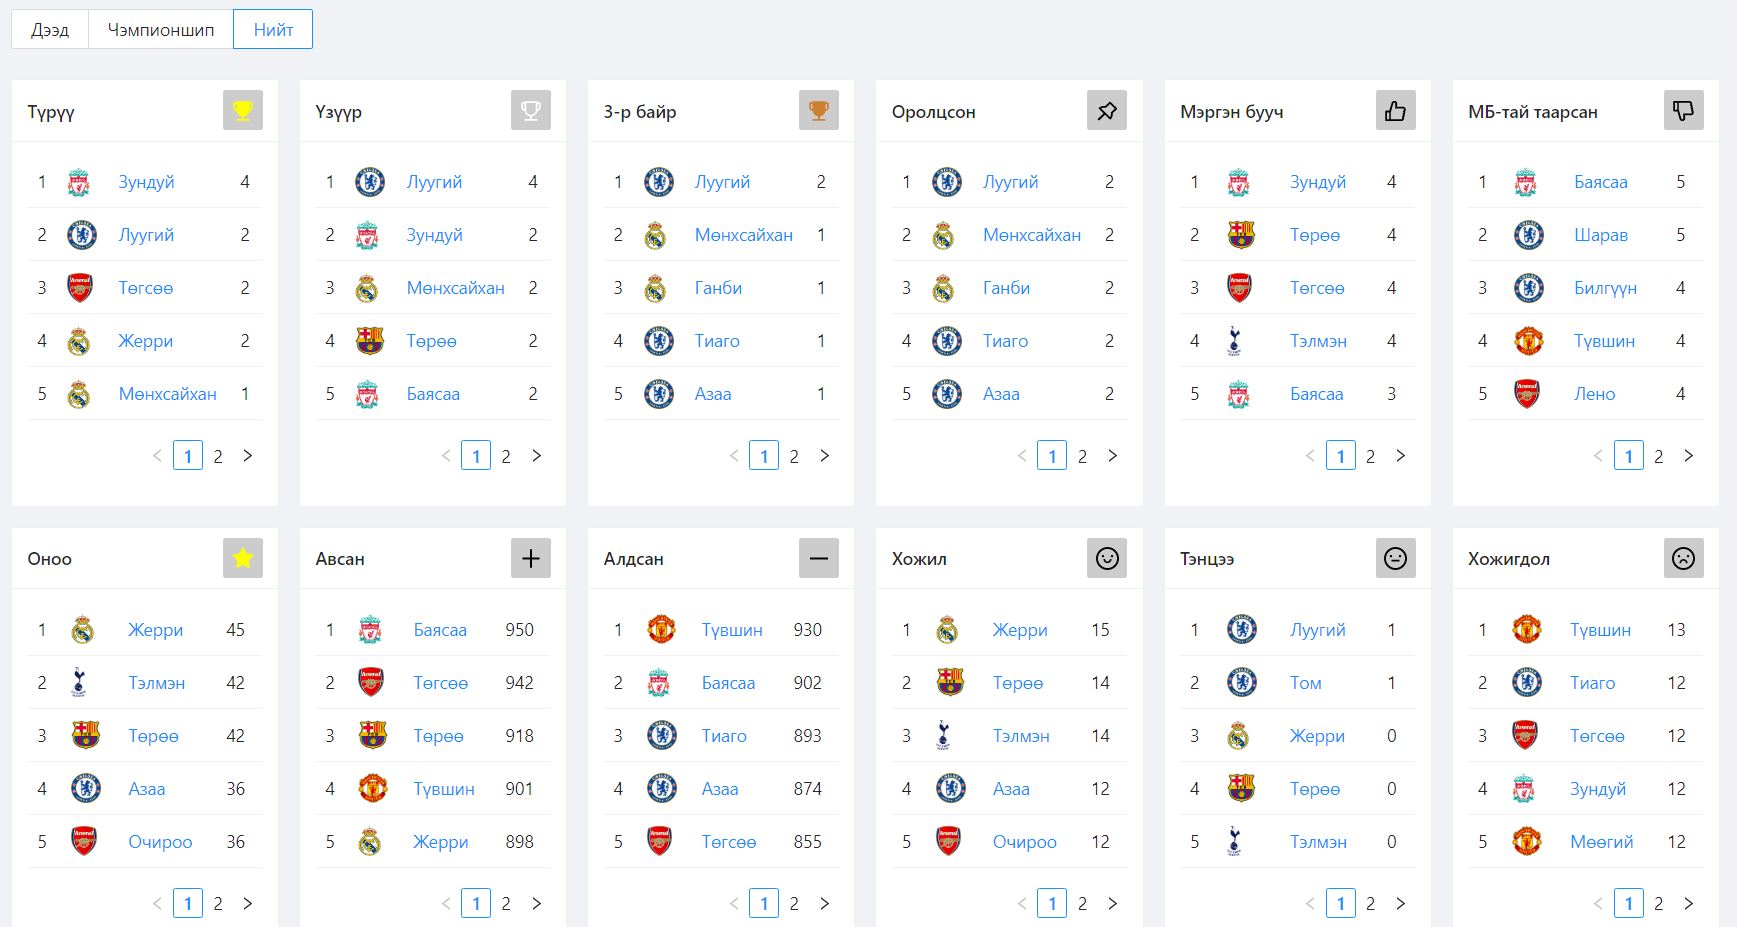 Дээд Чэмпионшип Нийт
Түрүү
1 Зундуй 4
2 Луугий 2
3 Төгсөө 2
4 Жерри 2
5 Мөнхсайхан 1
1 2
Үзүүр
1 Луугий 4
2 Зундуй 2
3 Мөнхсайхан 2
4 Төрөө 2
5 Баясаа 2
1 2
3-р байр
1 Луугий 2
2 Мөнхсайхан 1
3 Ганби 1
4 Тиаго 1
5 Азаа 1
1 2
Оролцсон
1 Луугий 2
2 Мөнхсайхан 2
3 Ганби 2
4 Тиаго 2
5 Азаа 2
1 2
Мэргэн бууч
1 Зундуй 4
2 Төрөө 4
3 Төгсөө 4
4 Тэлмэн 4
5 Баясаа 3
1 2
МБ-тай таарсан
1 Баясаа 5
2 Шарав 5
3 Билгүүн 4
4 Түвшин 4
5 Лено 4
1 2
Оноо
1 Жерри 45
2 Тэлмэн 42
3 Төрөө 42
4 Азаа 36
5 Очироо 36
1 2
Авсан
1 Баясаа 950
2 Төгсөө 942
3 Төрөө 918
4 Түвшин 901
5 Жерри 898
1 2
Алдсан
1 Түвшин 930
2 Баясаа 902
3 Тиаго 893
4 Азаа 874
5 Төгсөө 855
1 2
Хожил
1 Жерри 15
2 Төрөө 14
3 Тэлмэн 14
4 Азаа 12
5 Очироо 12
1 2
Тэнцээ
1 Луугий 1
2 Том 1
3 Жерри 0
4 Төрөө 0
5 Тэлмэн 0
1 2
Хожигдол
1 Түвшин 13
2 Тиаго 12
3 Төгсөө 12
4 Зундуй 12
5 Мөөгий 12
1 2